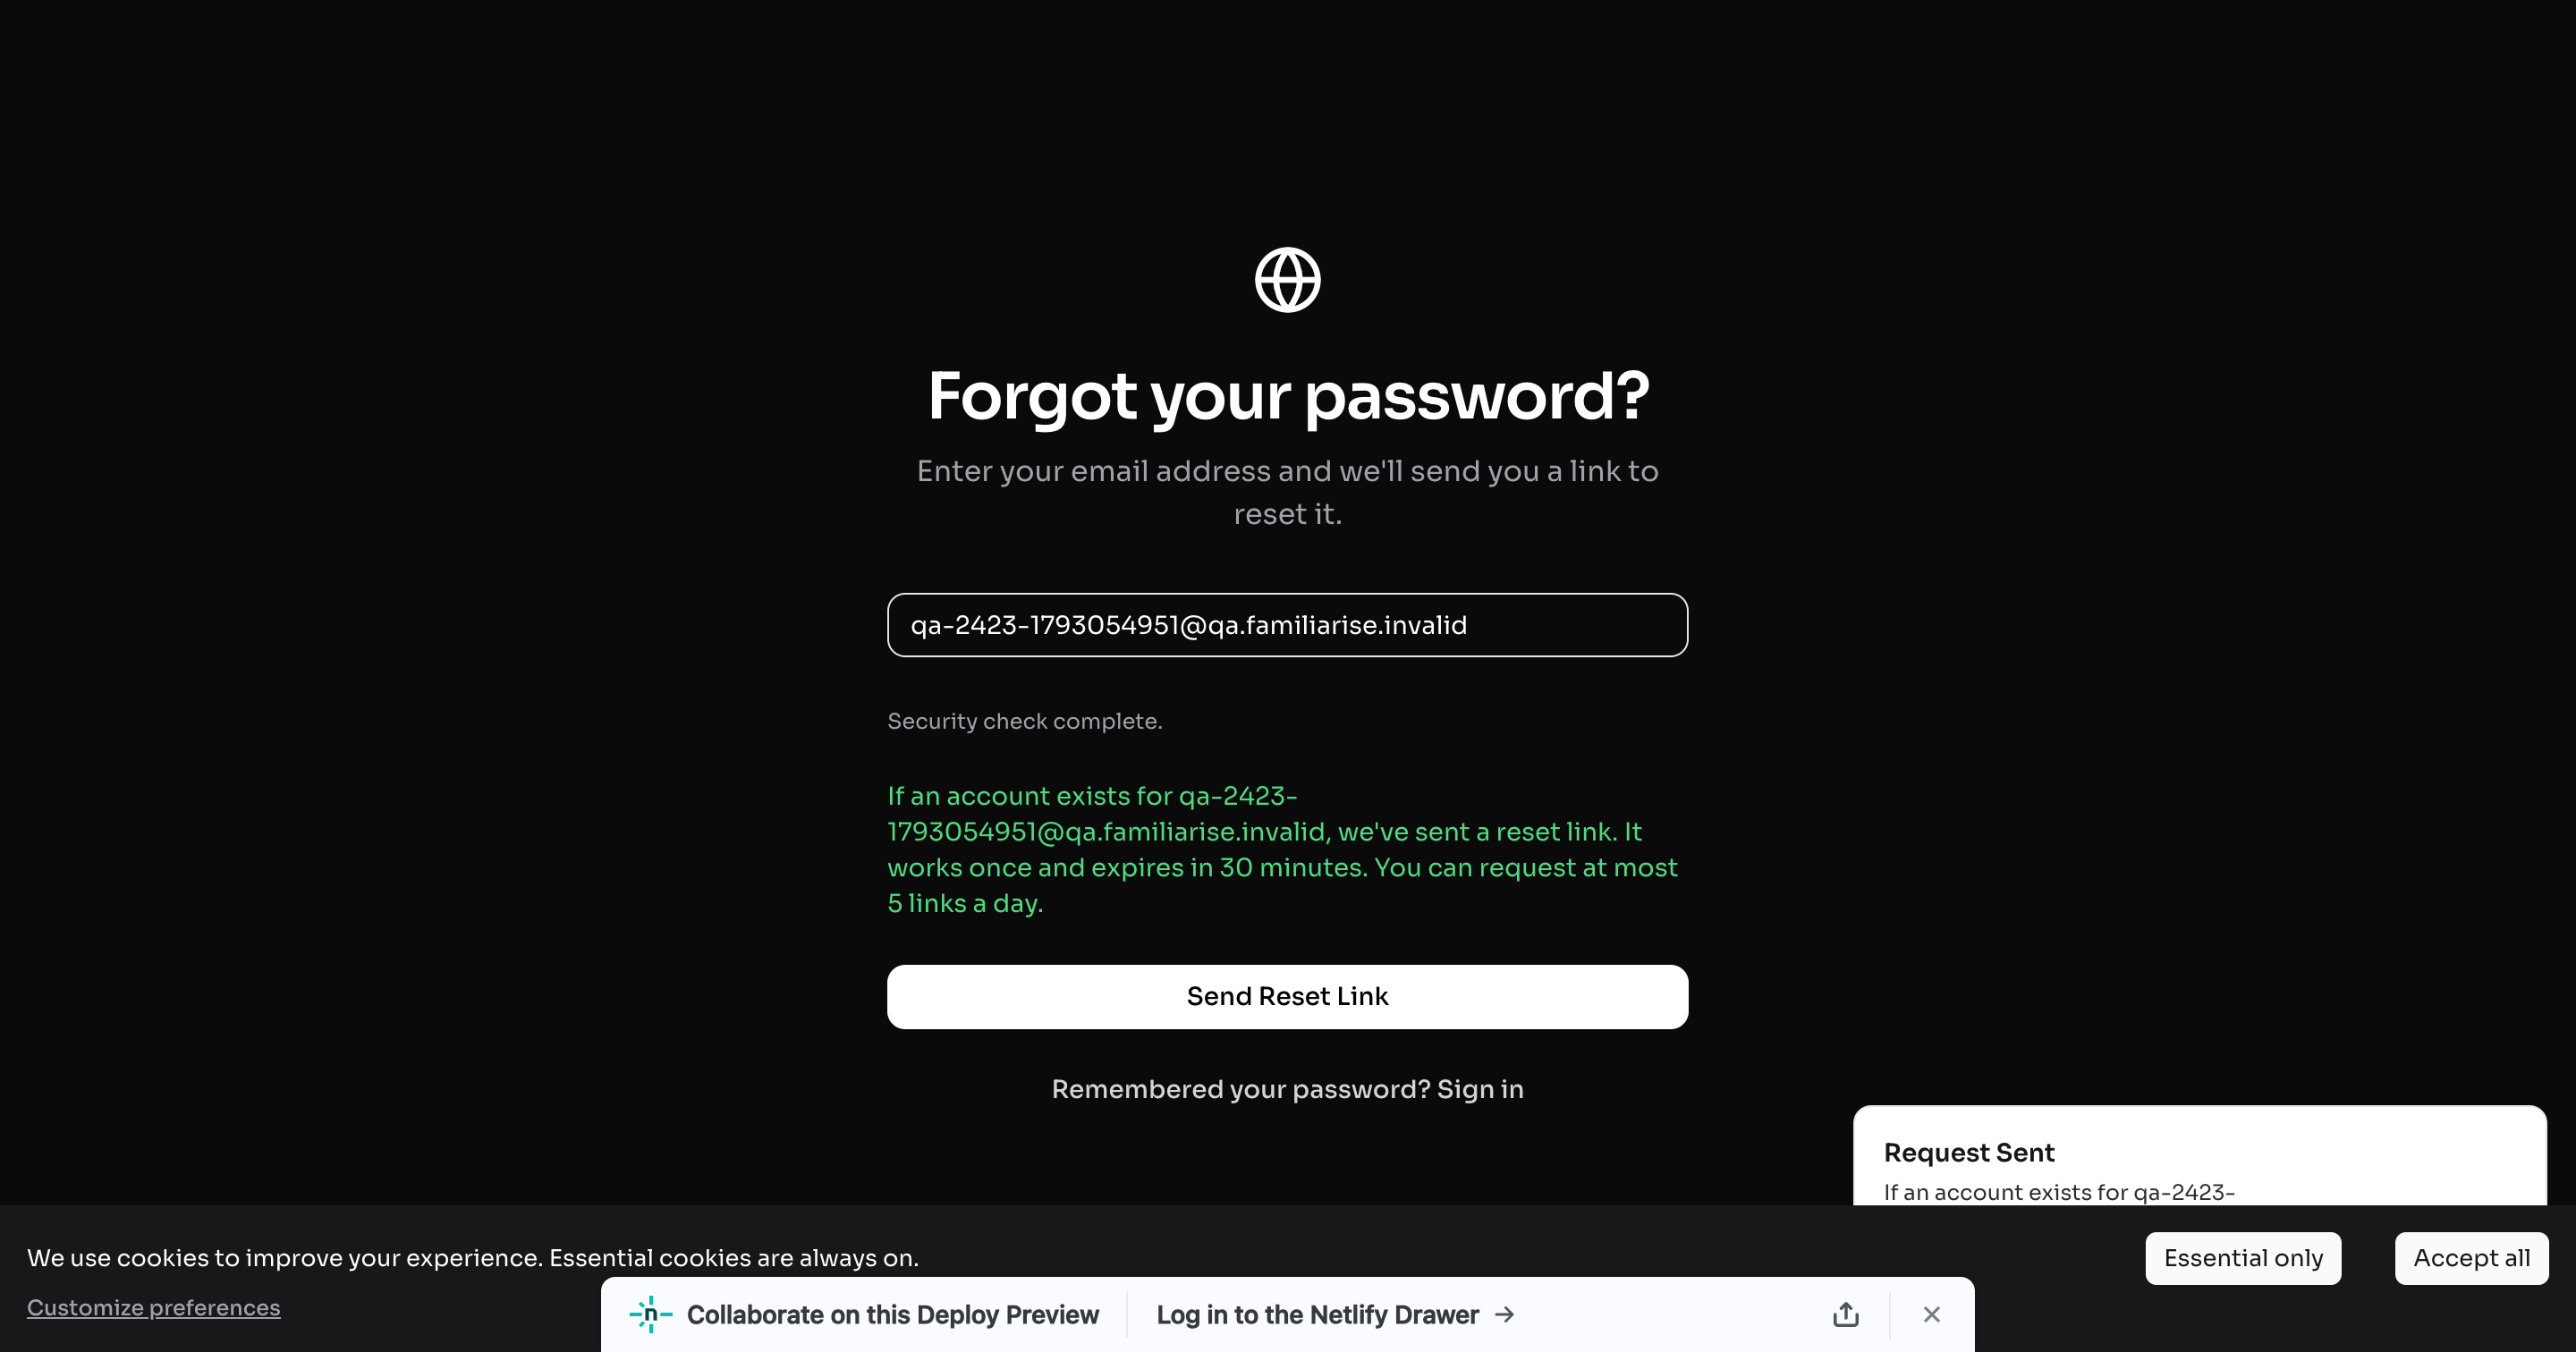 Forgot your password?
Enter your email address and we'll send you a link to
reset it.
qa-2423-1793054951@qa.familiarise.invalid
Security check complete.
If an account exists for qa-2423-
1793054951@qa.familiarise.invalid, we've sent a reset link. It
works once and expires in 30 minutes. You can request at most
5 links a day.
Send Reset Link
Remembered your password? Sign in
Request Sent
If an account exists for qa-2423-
We use cookies to improve your experience. Essential cookies are always on.
Customize preferences
Essential only
Accept all
Collaborate on this Deploy Preview
Log in to the Netlify Drawer →